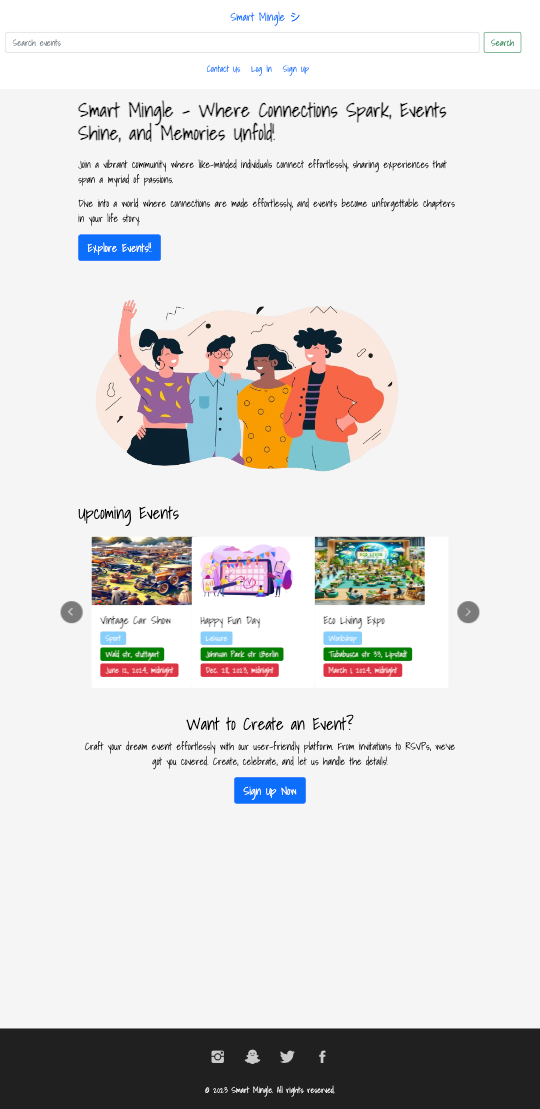 Smart Mingle シ
Search events
Search
Contact Us Log In Sign Up
Smart Mingle - Where Connections Spark, Events
Shine, and Memories Unfold!
Join a vibrant community where like-minded individuals connect effortlessly, sharing experiences that
span a myriad of passions.
Dive into a world where connections are made effortlessly, and events become unforgettable chapters
in your life story.
Explore Events!!
Upcoming Events
Vintage Car Show
Sport
Wald str, stuttgart
June 12, 2024, midnight
Happy Fun Day
Leisure
Johnson Park str (Berlin
Dec. 28, 2023, midnight
ECO LIVING
Eco Living Expo
Workshop
Tubabusca str 33, Lipstadt
March 1, 2024, midnight
Want to Create an Event?
Craft your dream event effortlessly with our user-friendly platform. From invitations to RSVPs, we've
got you covered. Create, celebrate, and let us handle the details!
Sign Up Now
© 2023 Smart Mingle. All rights reserved.